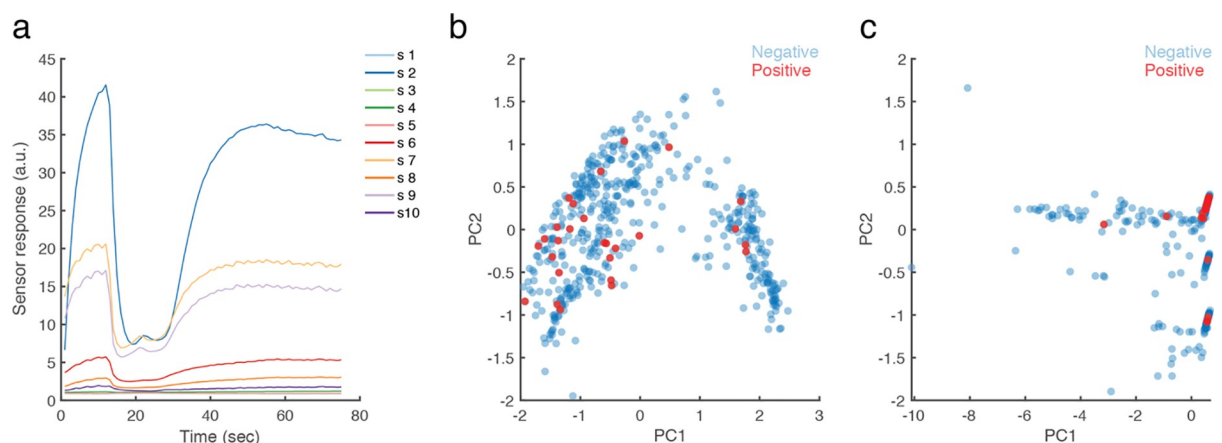 a
45
40
35
30
25
20
15
10
5
0
0
20
40
60
80
Sensor response (a.u.)
Time (sec)
s 1
s 2
s 3
s 4
s 5
s 6
s 7
s 8
s 9
s10
b
Negative
Positive
2
1.5
1
0.5
0
-0.5
-1
-1.5
-2
-2
-1
0
1
2
3
PC2
PC1
c
Negative
Positive
2
1.5
1
0.5
0
-0.5
-1
-1.5
-2
-10
-8
-6
-4
-2
0
PC2
PC1